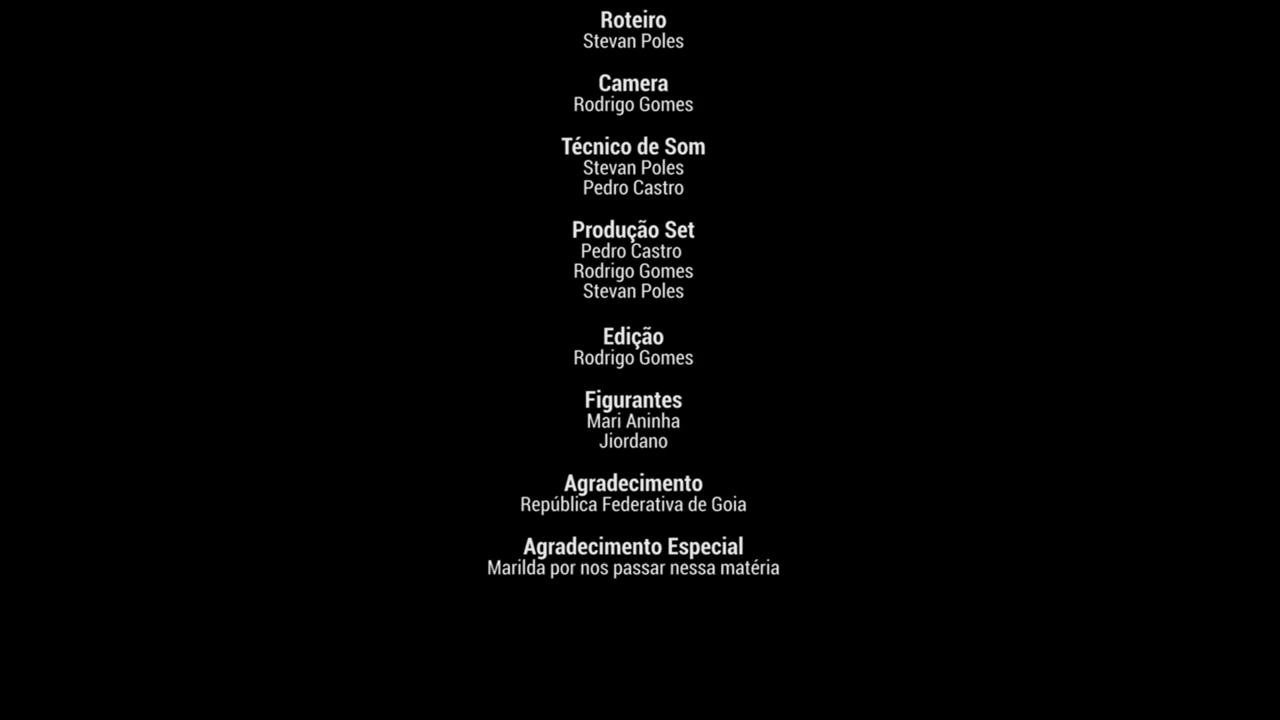 Roteiro
Stevan Poles
Camera
Rodrigo Gomes
Técnico de Som
Stevan Poles
Pedro Castro
Produção Set
Pedro Castro
Rodrigo Gomes
Stevan Poles
Edição
Rodrigo Gomes
Figurantes
Mari Aninha
Jiordano
Agradecimento
República Federativa de Goia
Agradecimento Especial
Marilda por nos passar nessa matéria